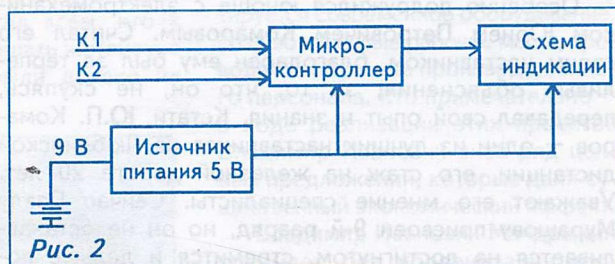 К1
К2
Микро-
контроллер
Схема
индикации
9 В
Источник
питания 5 В
Рис. 2